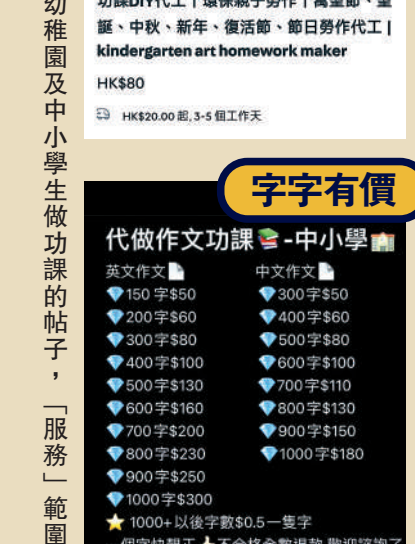 幼稚園及中小學生做功課的帖子，「服務」範圍
功課DIY代工丨環保親子勞作丨萬聖節、聖
誕、中秋、新年、復活節、節日勞作代工 |
kindergarten art homework maker
HK$80
HK$20.00 起, 3-5 個工作天
字字有價
代做作文功課📚-中小學🏫
英文作文📄
💎150 字$50
💎200字$60
💎300字$80
💎400字$100
💎500字$130
💎600字$160
💎700字$200
💎800字$230
💎900字$250
💎1000字$300
中文作文📄
💎300字$50
💎400字$60
💎500字$80
💎600字$100
💎700字$110
💎800字$130
💎900字$150
💎1000字$180
⭐ 1000+以後字數$0.5一隻字